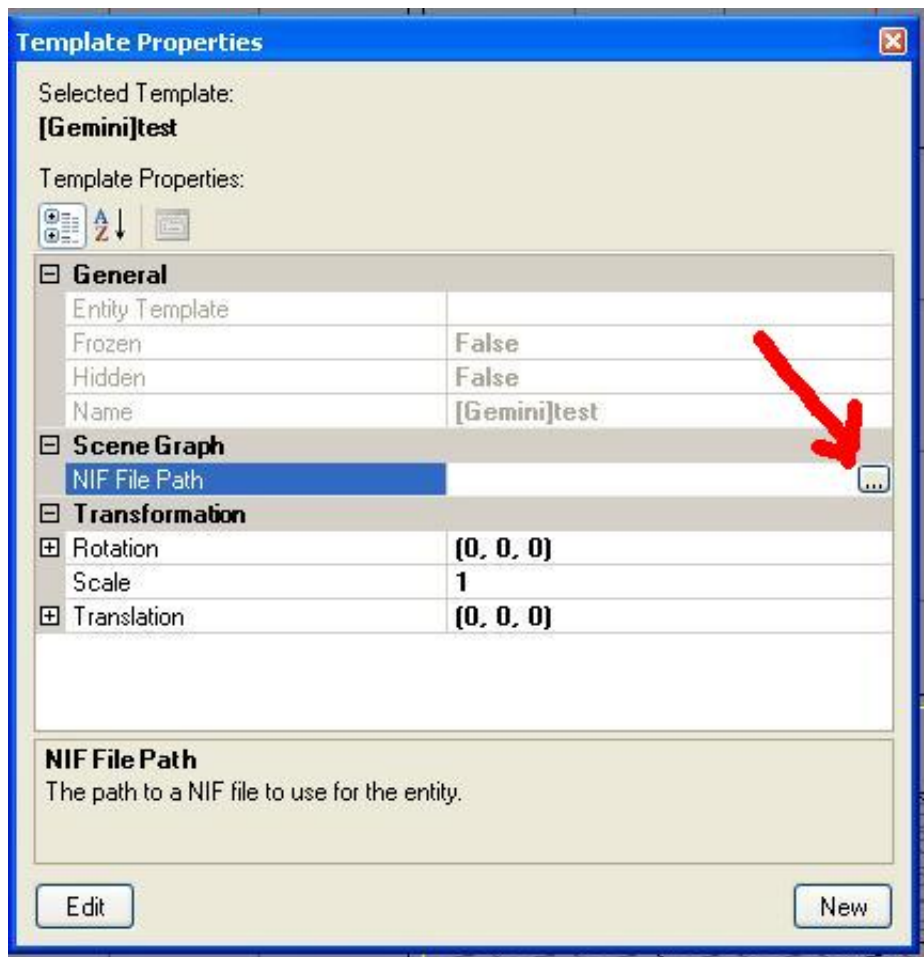 Template Properties
Selected Template:
[Gemini]test
Template Properties:
A
Z
General
Entity Template
Frozen False
Hidden False
Name [Gemini]test
Scene Graph
NIF File Path ...
Transformation
Rotation (0, 0, 0)
Scale 1
Translation (0, 0, 0)
NIF File Path
The path to a NIF file to use for the entity.
Edit New